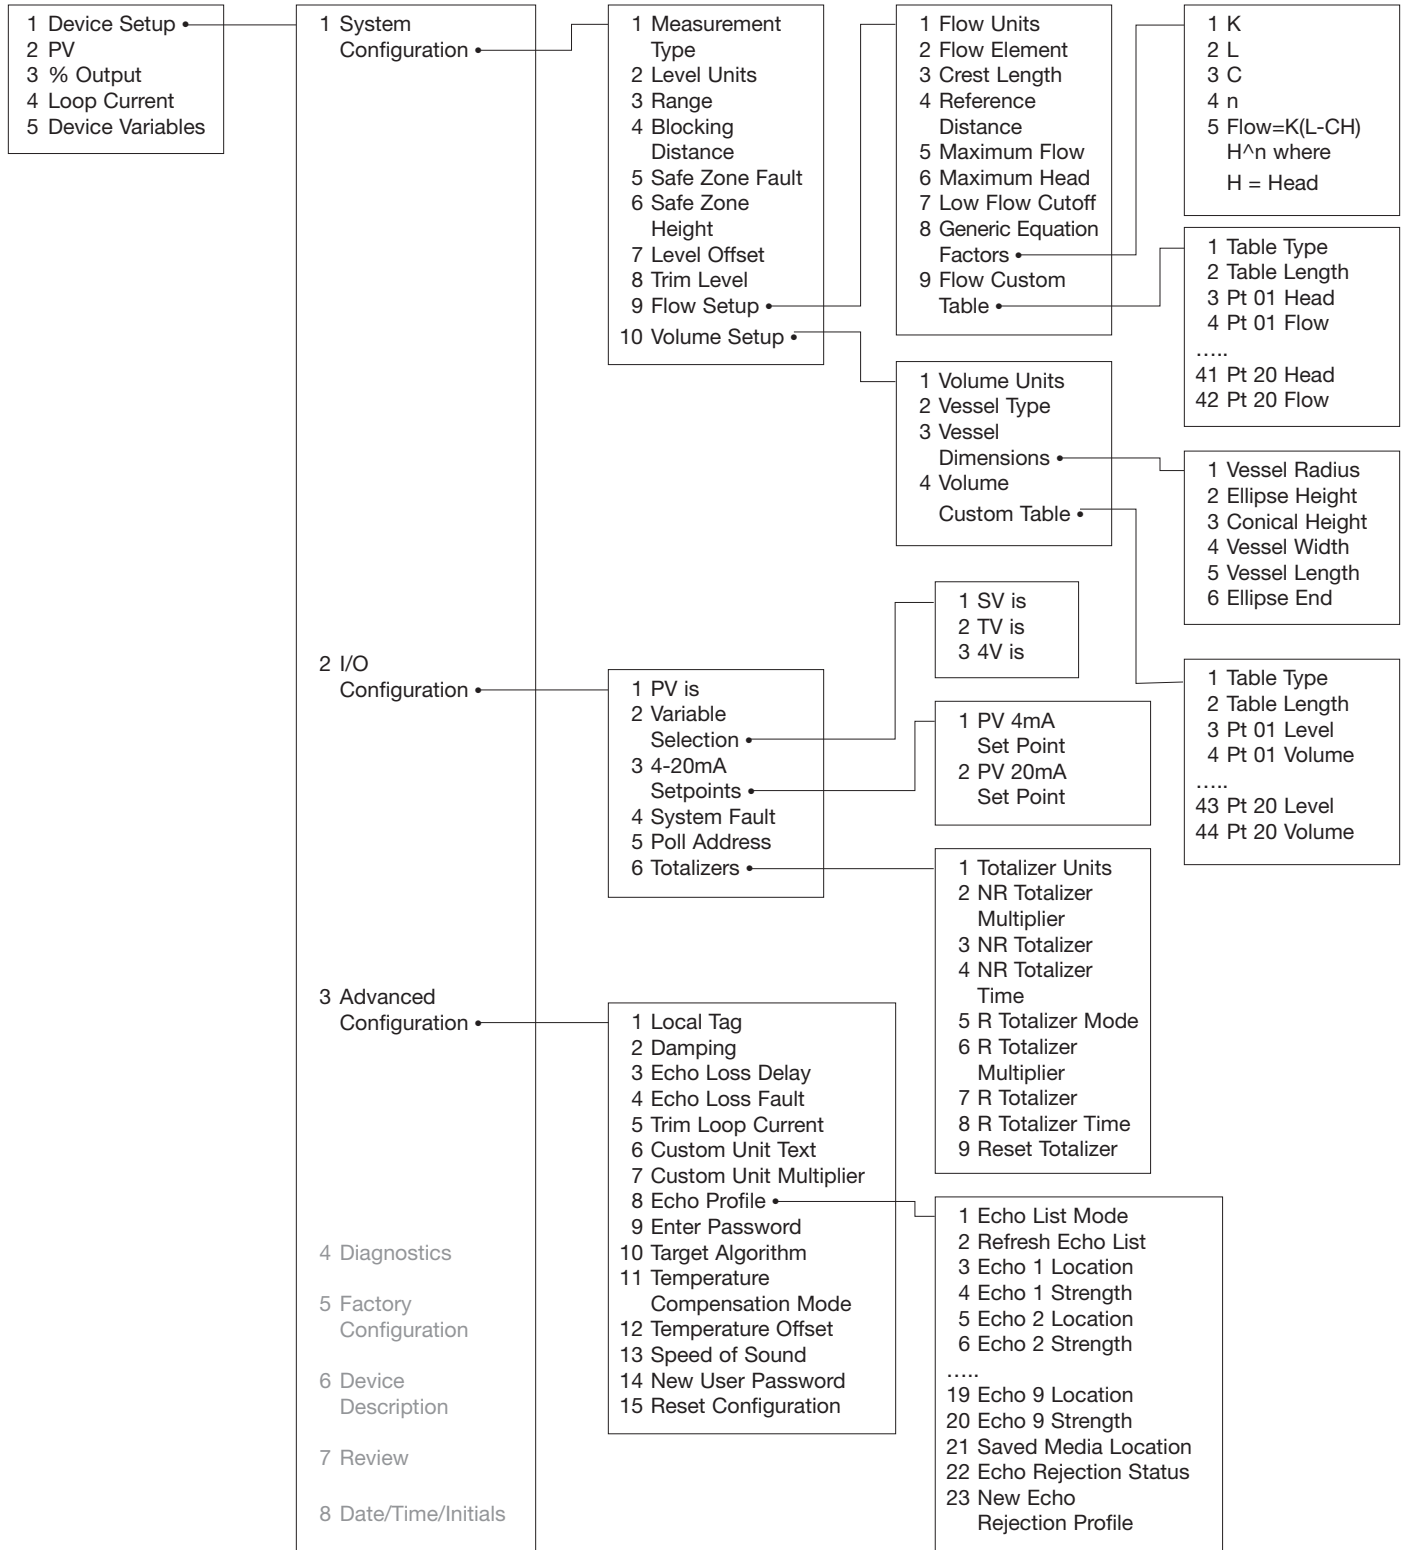 1 Device Setup
2 PV
3 % Output
4 Loop Current
5 Device Variables
1 System
Configuration
2 I/O
Configuration
3 Advanced
Configuration
4 Diagnostics
5 Factory
Configuration
6 Device
Description
7 Review
8 Date/Time/Initials
1 Measurement
Type
2 Level Units
3 Range
4 Blocking
Distance
5 Safe Zone Fault
6 Safe Zone
Height
7 Level Offset
8 Trim Level
9 Flow Setup
10 Volume Setup
1 Flow Units
2 Flow Element
3 Crest Length
4 Reference
Distance
5 Maximum Flow
6 Maximum Head
7 Low Flow Cutoff
8 Generic Equation
Factors
9 Flow Custom
Table
1 K
2 L
3 C
4 n
5 Flow=K(L-CH)
H^n where
H = Head
1 Table Type
2 Table Length
3 Pt 01 Head
4 Pt 01 Flow
.....
41 Pt 20 Head
42 Pt 20 Flow
1 Volume Units
2 Vessel Type
3 Vessel
Dimensions
4 Volume
Custom Table
1 Vessel Radius
2 Ellipse Height
3 Conical Height
4 Vessel Width
5 Vessel Length
6 Ellipse End
1 Table Type
2 Table Length
3 Pt 01 Level
4 Pt 01 Volume
.....
43 Pt 20 Level
44 Pt 20 Volume
1 PV is
2 Variable
Selection
3 4-20mA
Setpoints
4 System Fault
5 Poll Address
6 Totalizers
1 SV is
2 TV is
3 4V is
1 PV 4mA
Set Point
2 PV 20mA
Set Point
1 Totalizer Units
2 NR Totalizer
Multiplier
3 NR Totalizer
4 NR Totalizer
Time
5 R Totalizer Mode
6 R Totalizer
Multiplier
7 R Totalizer
8 R Totalizer Time
9 Reset Totalizer
1 Local Tag
2 Damping
3 Echo Loss Delay
4 Echo Loss Fault
5 Trim Loop Current
6 Custom Unit Text
7 Custom Unit Multiplier
8 Echo Profile
9 Enter Password
10 Target Algorithm
11 Temperature
Compensation Mode
12 Temperature Offset
13 Speed of Sound
14 New User Password
15 Reset Configuration
1 Echo List Mode
2 Refresh Echo List
3 Echo 1 Location
4 Echo 1 Strength
5 Echo 2 Location
6 Echo 2 Strength
.....
19 Echo 9 Location
20 Echo 9 Strength
21 Saved Media Location
22 Echo Rejection Status
23 New Echo
Rejection Profile